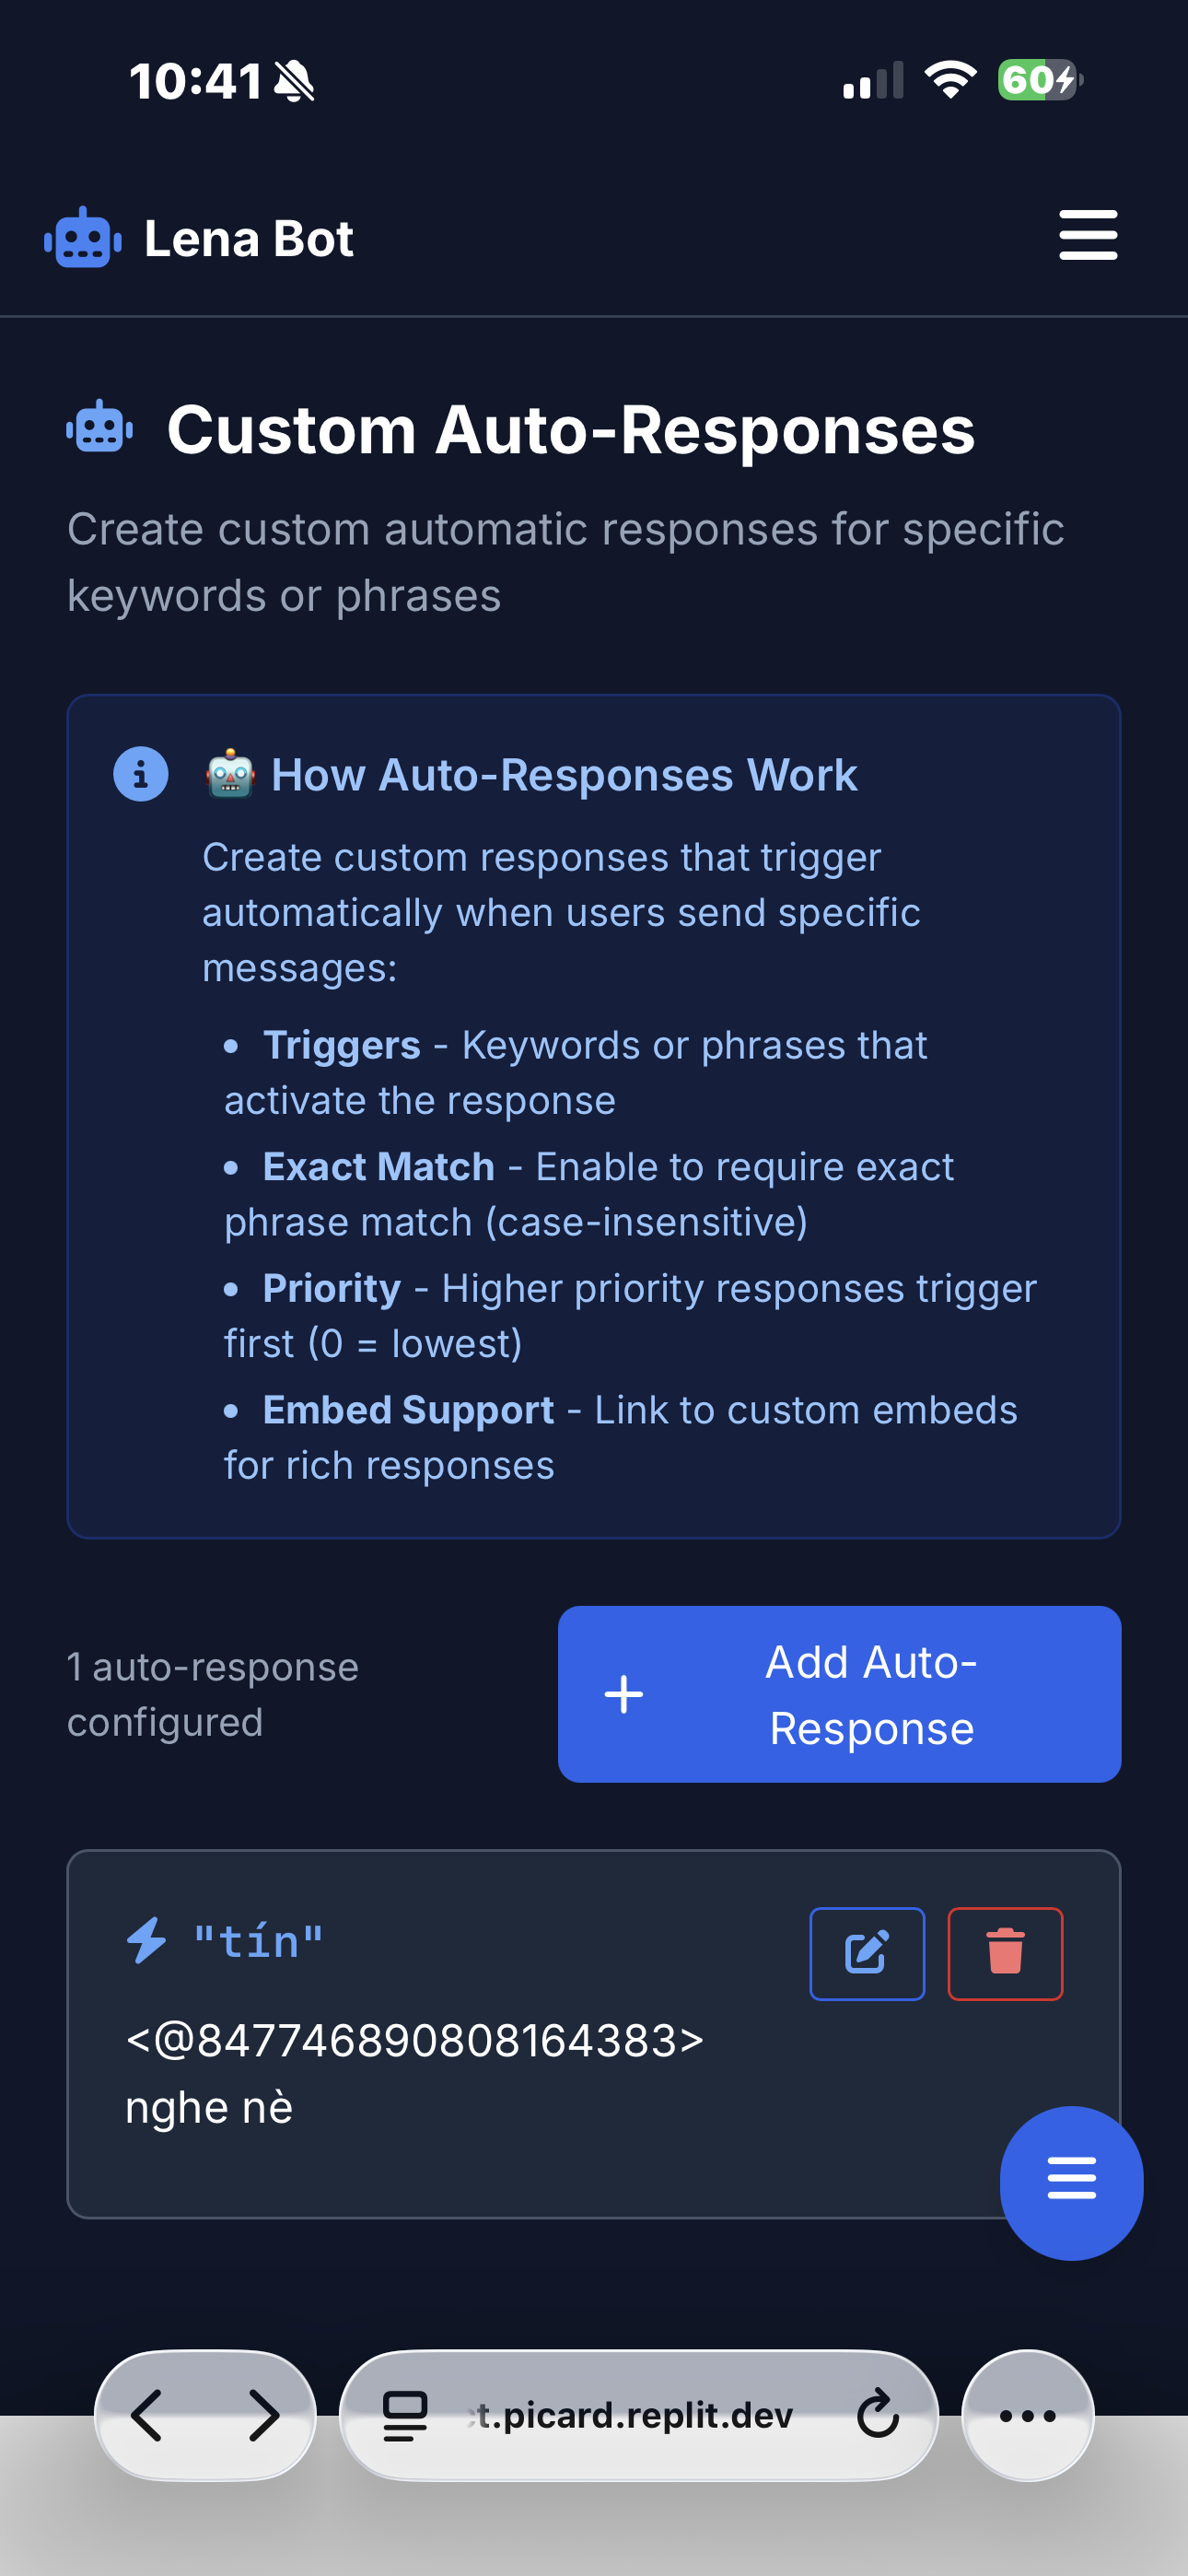 10:41
60
Lena Bot
Custom Auto-Responses
Create custom automatic responses for specific
keywords or phrases
How Auto-Responses Work
Create custom responses that trigger
automatically when users send specific
messages:
• Triggers - Keywords or phrases that
activate the response
• Exact Match - Enable to require exact
phrase match (case-insensitive)
• Priority - Higher priority responses trigger
first (0 = lowest)
• Embed Support - Link to custom embeds
for rich responses
1 auto-response
configured
Add Auto-
Response
"tín"
<@847746890808164383>
nghe nè
t.picard.replit.dev